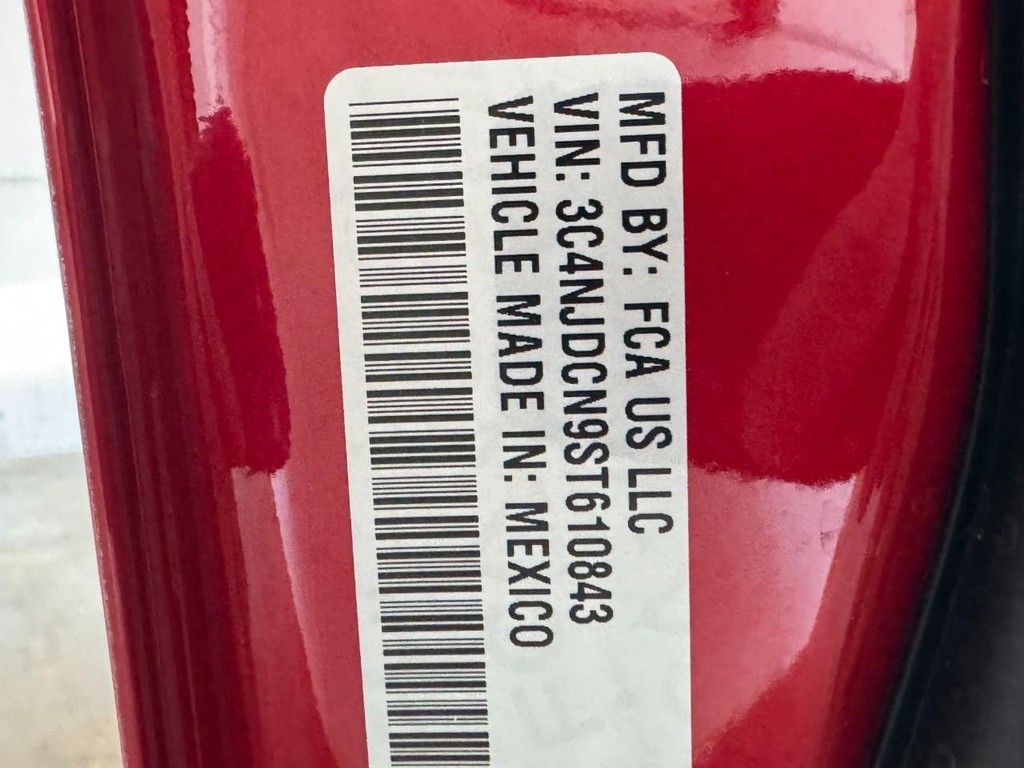 MFD BY: FCA US LLC
VIN: 3C4NJDCN9ST610843
VEHICLE MADE IN: MEXICO